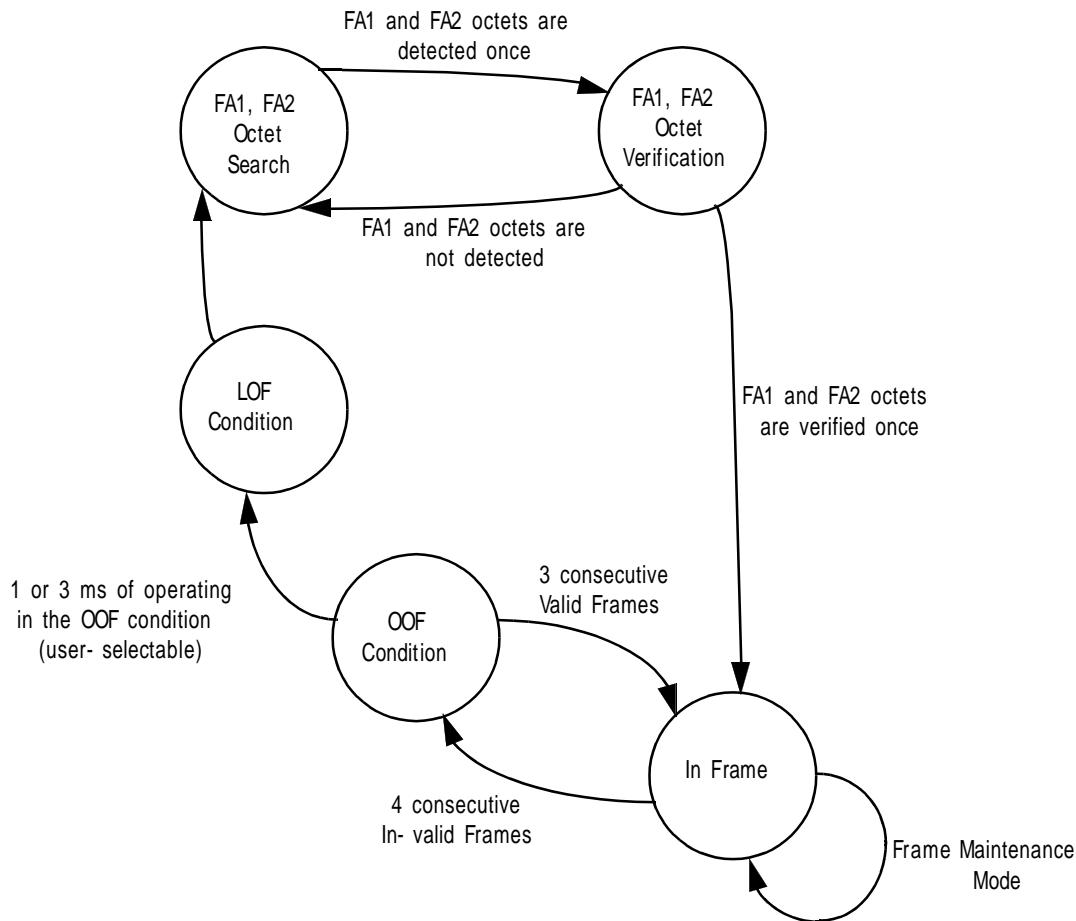 FA1 and FA2 octets are
detected once
FA1, FA2
Octet
Search
FA1, FA2
Octet
Verification
FA1 and FA2 octets are
not detected
LOF
Condition
FA1 and FA2 octets
are verified once
1 or 3 ms of operating
in the OOF condition
(user- selectable)
OOF
Condition
3 consecutive
Valid Frames
In Frame
4 consecutive
In- valid Frames
Frame Maintenance
Mode